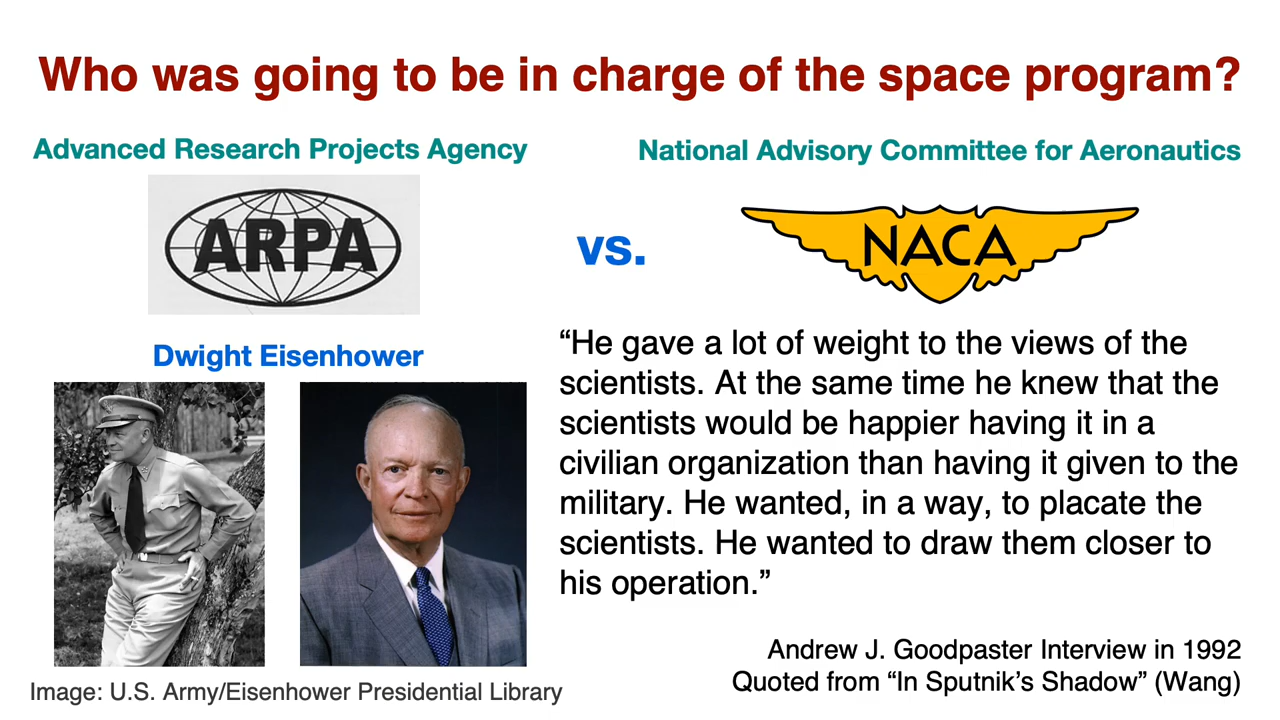 Who was going to be in charge of the space program?
Advanced Research Projects Agency
National Advisory Committee for Aeronautics
ARPA
vs.
NACA
Dwight Eisenhower
“He gave a lot of weight to the views of the
scientists. At the same time he knew that the
scientists would be happier having it in a
civilian organization than having it given to the
military. He wanted, in a way, to placate the
scientists. He wanted to draw them closer to
his operation.”
Andrew J. Goodpaster Interview in 1992
Quoted from “In Sputnik’s Shadow” (Wang)
Image: U.S. Army/Eisenhower Presidential Library